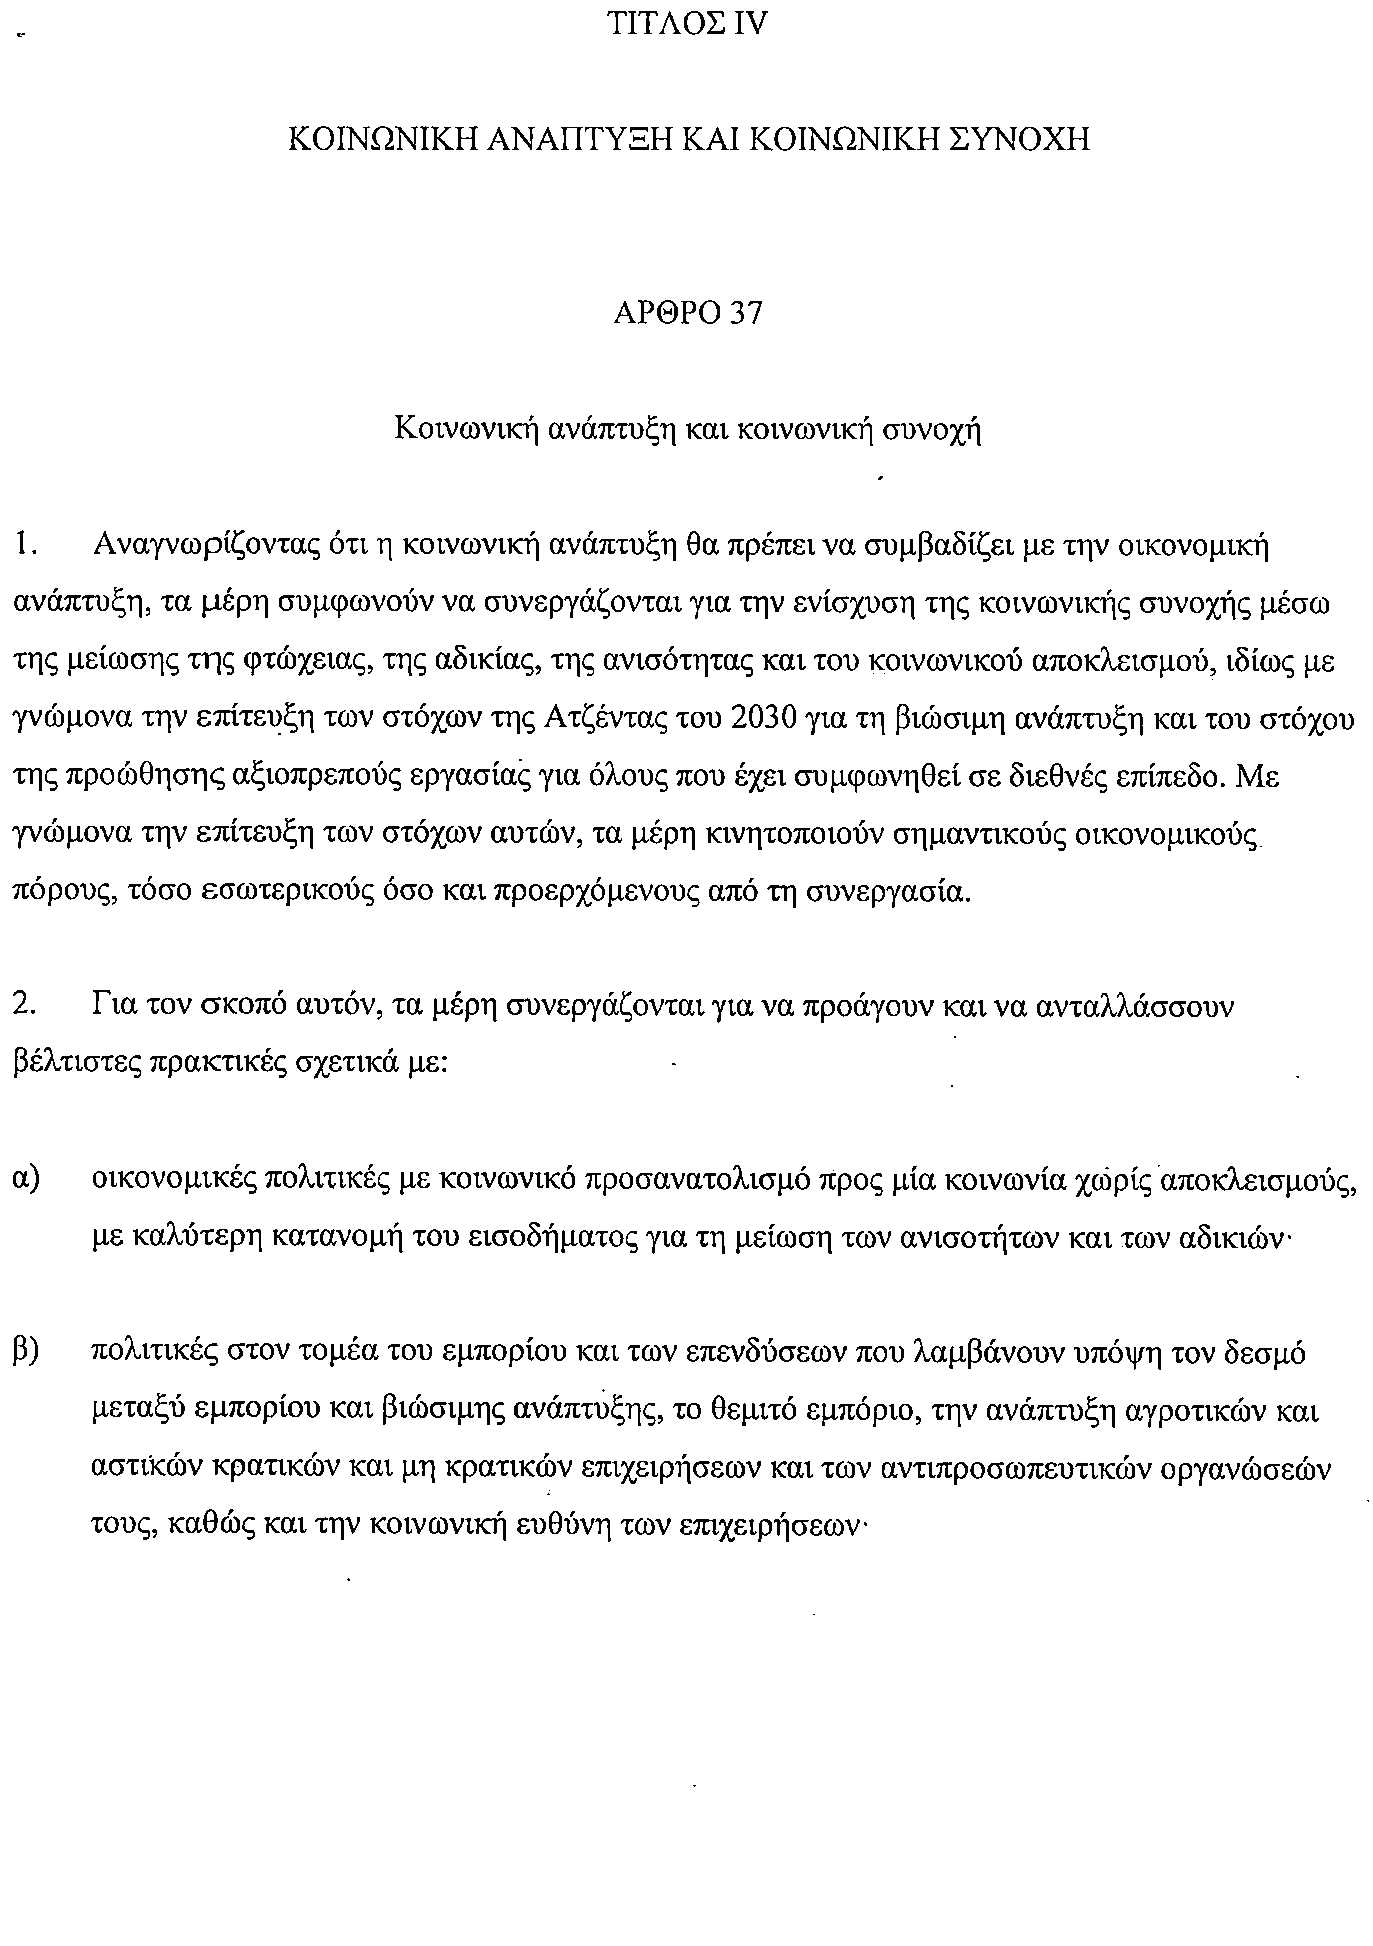 ΤΙΤΛΟΣ IV
ΚΟΙΝΩΝΙΚΗ ΑΝΑΠΤΥΞΗ ΚΑΙ ΚΟΙΝΩΝΙΚΗ ΣΥΝΟΧΗ
ΑΡΘΡΟ 37
Κοινωνική ανάπτυξη και κοινωνική συνοχή
1. Αναγνωρίζοντας ότι η κοινωνική ανάπτυξη θα πρέπει να συμβαδίζει με την οικονομική
ανάπτυξη, τα μέρη συμφωνούν να συνεργάζονται για την ενίσχυση της κοινωνικής συνοχής μέσω
της μείωσης της φτώχειας, της αδικίας, της ανισότητας και του κοινωνικού αποκλεισμού, ιδίως με
γνώμονα την επίτευξη των στόχων της Ατζέντας του 2030 για τη βιώσιμη ανάπτυξη και του στόχου
της προώθησης αξιοπρεπούς εργασίας για όλους που έχει συμφωνηθεί σε διεθνές επίπεδο. Με
γνώμονα την επίτευξη των στόχων αυτών, τα μέρη κινητοποιούν σημαντικούς οικονομικούς
πόρους, τόσο εσωτερικούς όσο και προερχόμενους από τη συνεργασία.
2. Για τον σκοπό αυτόν, τα μέρη συνεργάζονται για να προάγουν και να ανταλλάσσουν
βέλτιστες πρακτικές σχετικά με:
α) οικονομικές πολιτικές με κοινωνικό προσανατολισμό προς μία κοινωνία χωρίς αποκλεισμούς,
με καλύτερη κατανομή του εισοδήματος για τη μείωση των ανισοτήτων και των αδικιών·
β) πολιτικές στον τομέα του εμπορίου και των επενδύσεων που λαμβάνουν υπόψη τον δεσμό
μεταξύ εμπορίου και βιώσιμης ανάπτυξης, το θεμιτό εμπόριο, την ανάπτυξη αγροτικών και
αστικών κρατικών και μη κρατικών επιχειρήσεων και των αντιπροσωπευτικών οργανώσεών
τους, καθώς και την κοινωνική ευθύνη των επιχειρήσεων·